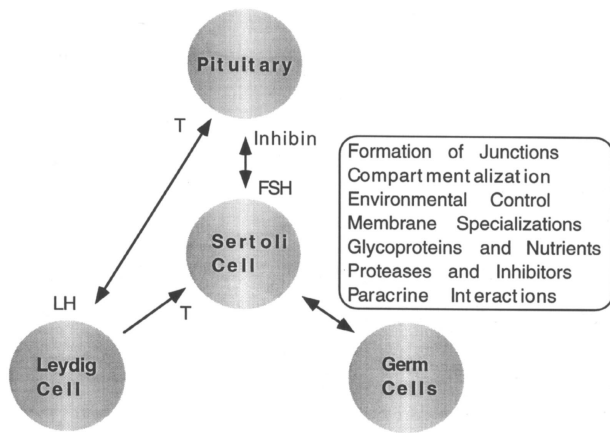 Pituitary
T
Inhibin
FSH
Formation of Junctions
Compartmentalization
Environmental Control
Membrane Specializations
Glycoproteins and Nutrients
Proteases and Inhibitors
Paracrine Interactions
Sertoli
Cell
LH
T
Leydig
Cell
Germ
Cells